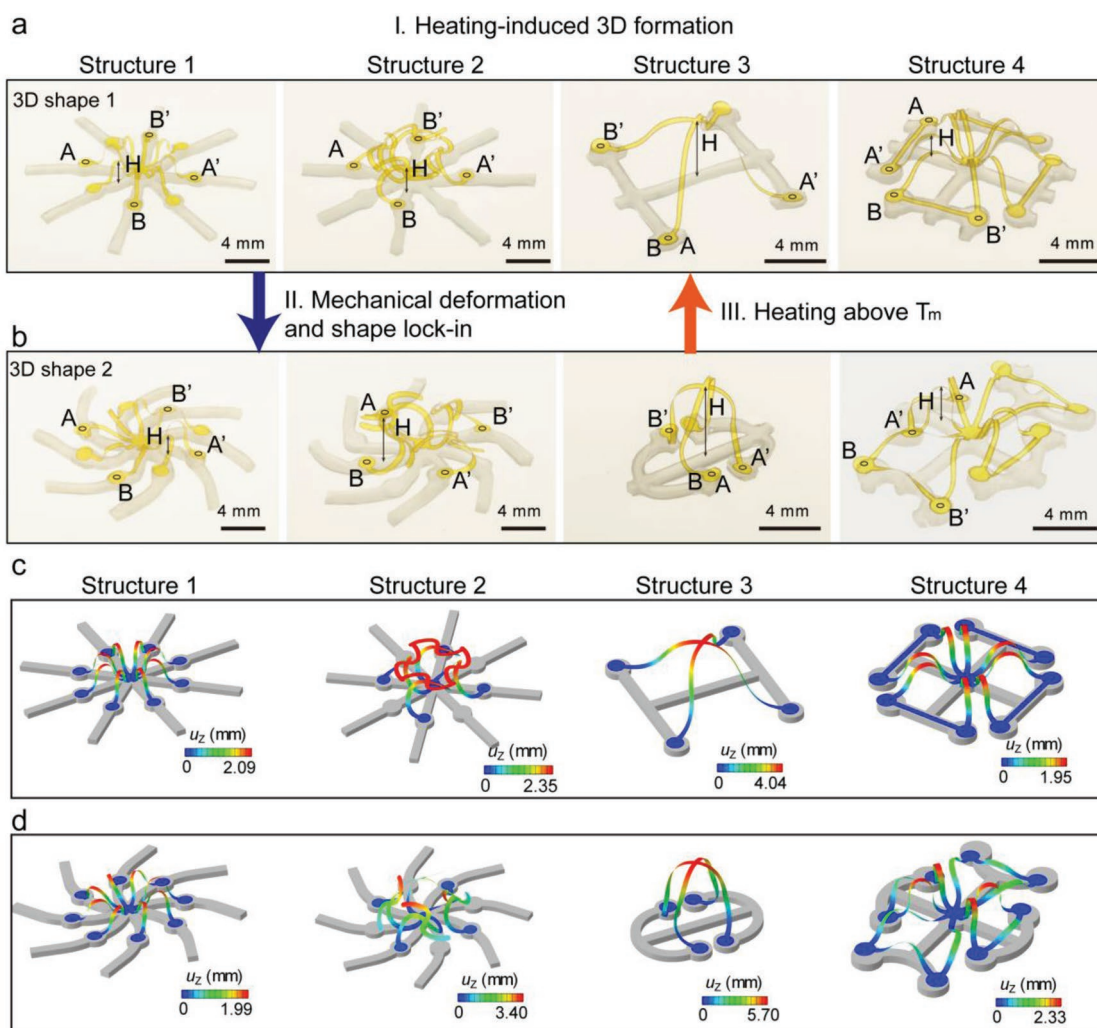 a
I. Heating-induced 3D formation
Structure 1 Structure 2 Structure 3 Structure 4
3D shape 1
A B' H A' B 4 mm
A B' H A' B 4 mm
B' H A' B A 4 mm
A H A' B B' 4 mm
II. Mechanical deformation
and shape lock-in
III. Heating above Tm
b
3D shape 2
A B' H A' B 4 mm
A B' H B A' 4 mm
B' H B A A' 4 mm
A H A' B B' 4 mm
c
Structure 1 Structure 2 Structure 3 Structure 4
uz (mm)
0 2.09
uz (mm)
0 2.35
uz (mm)
0 4.04
uz (mm)
0 1.95
d
uz (mm)
0 1.99
uz (mm)
0 3.40
uz (mm)
0 5.70
uz (mm)
0 2.33